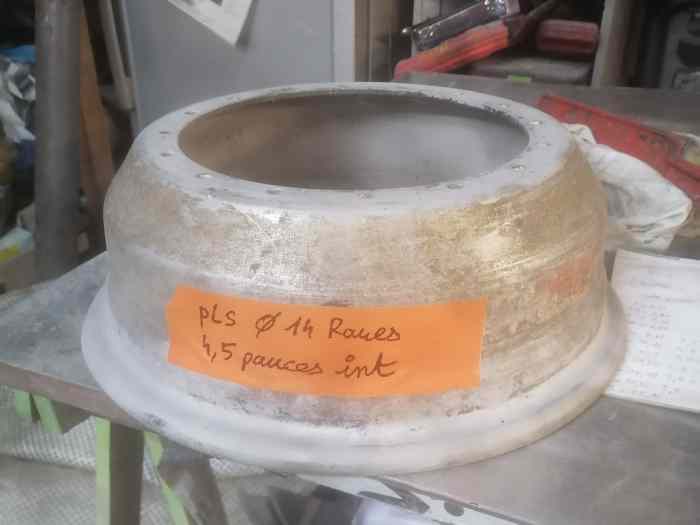 pLS Ø 14 Roues
4,5 pouces int